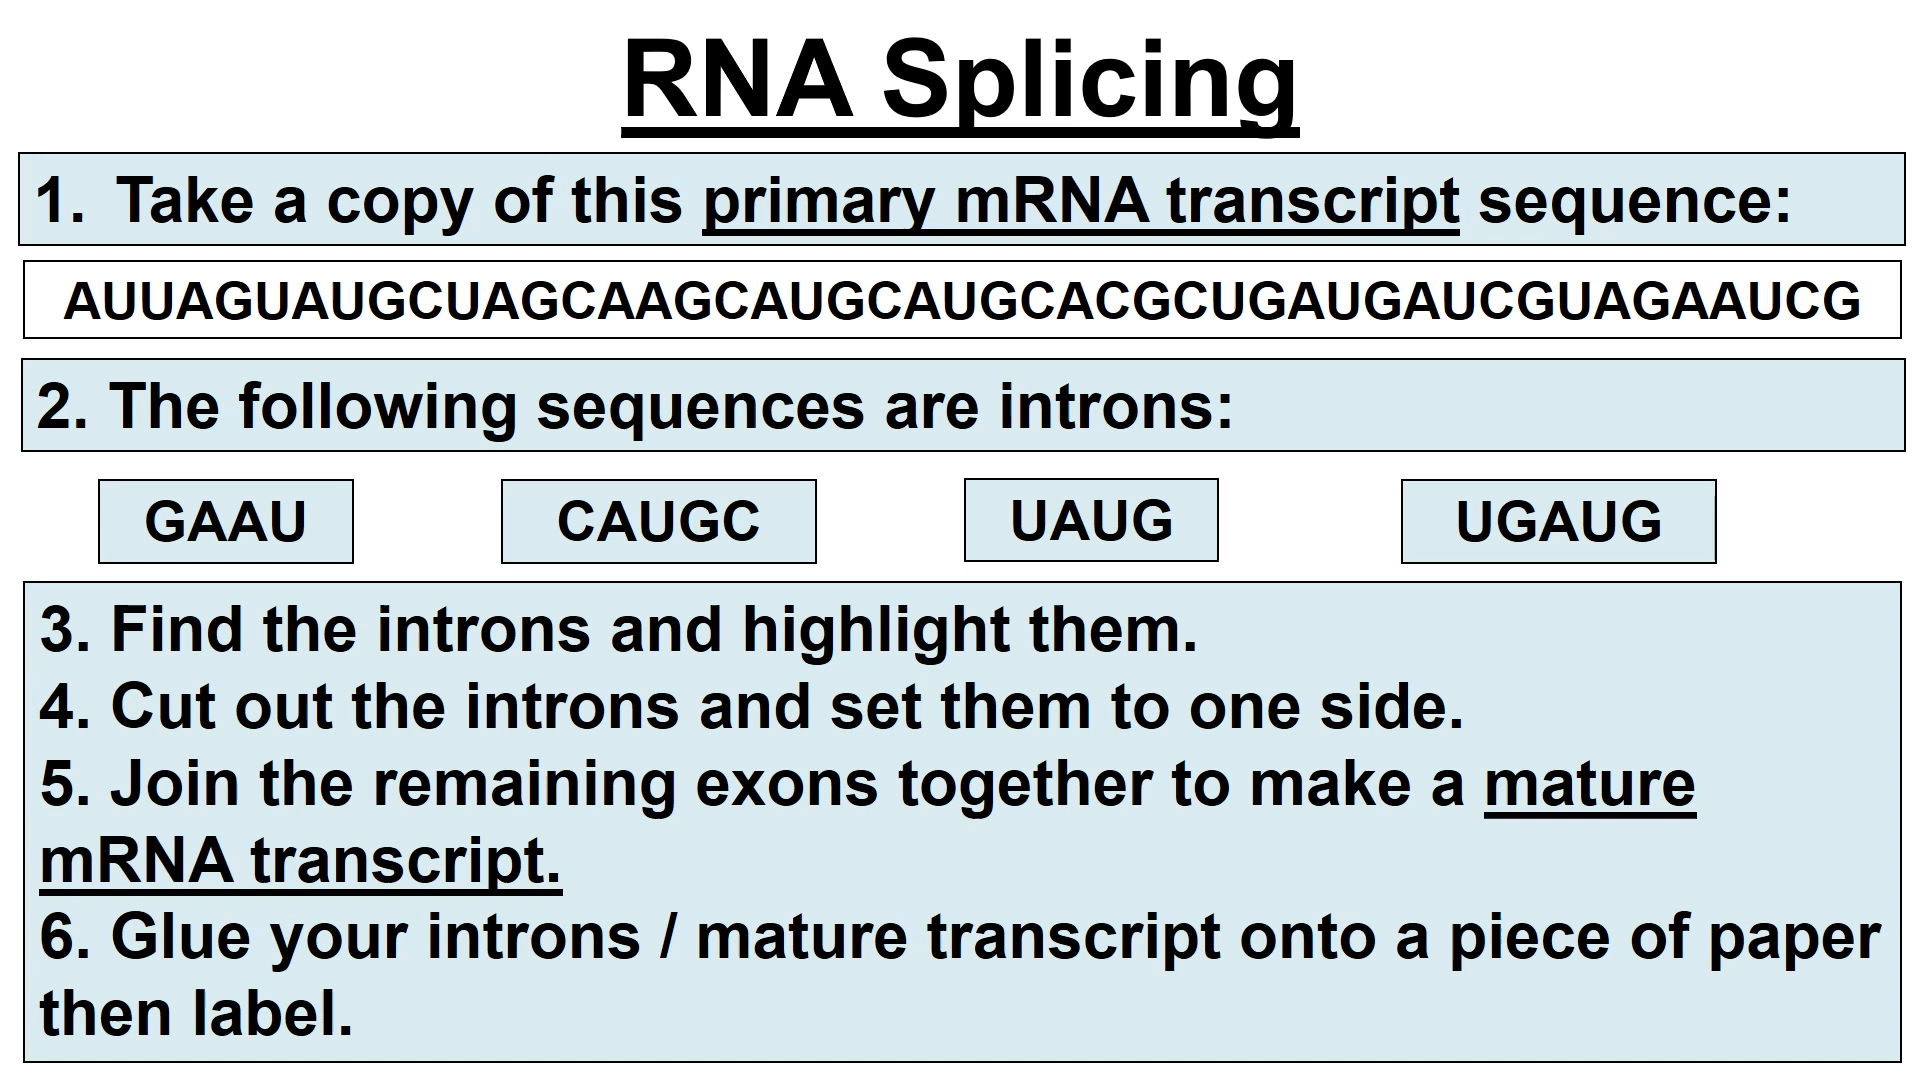 RNA Splicing
1. Take a copy of this primary mRNA transcript sequence:
AUUAGUAUGCUAGCAAGCAUGCAUGCACGCUGAUGAUCGUAGAAUCG
2. The following sequences are introns:
GAAU CAUGC UAUG UGAUG
3. Find the introns and highlight them.
4. Cut out the introns and set them to one side.
5. Join the remaining exons together to make a mature
mRNA transcript.
6. Glue your introns / mature transcript onto a piece of paper
then label.